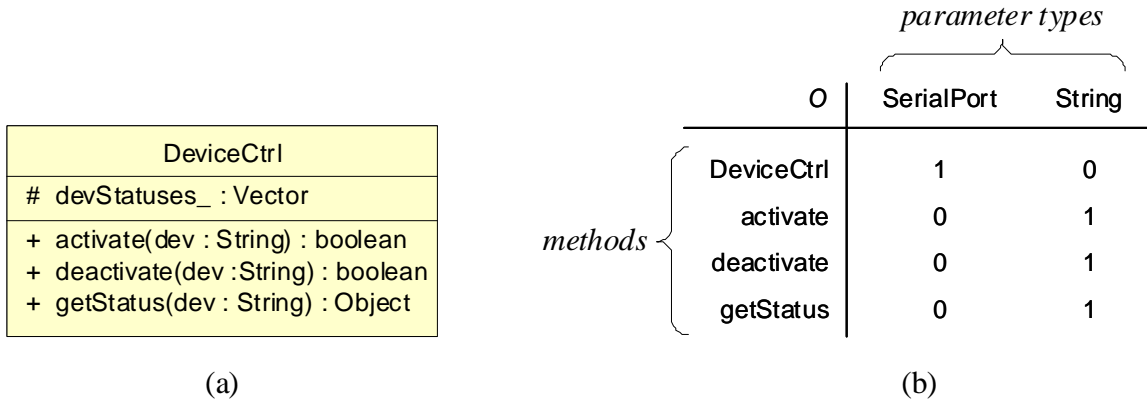 DeviceCtrl
# devStatuses_ : Vector
+ activate(dev : String) : boolean
+ deactivate(dev :String) : boolean
+ getStatus(dev : String) : Object
(a)
parameter types
O SerialPort String
methods
DeviceCtrl 1 0
activate 0 1
deactivate 0 1
getStatus 0 1
(b)